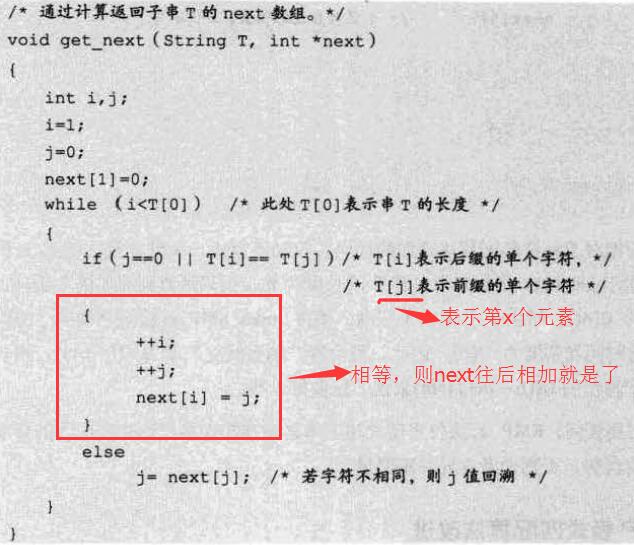 /* 通过计算返回子串 T 的 next 数组。*/
void get_next(String T, int *next)
{
int i,j;
i=1;
j=0;
next[1]=0;
while (i<T[0]) /* 此处 T[0]表示串 T 的长度 */
{
if(j==0 || T[i]== T[j])/* T[i]表示后缀的单个字符, */
/* T[j]表示前缀的单个字符 */
{
表示第x个元素
++i;
++j;
相等，则next往后相加就是了
next[i] = j;
}
else
j= next[j]; /* 若字符不相同，则 j 值回溯 */
}
}